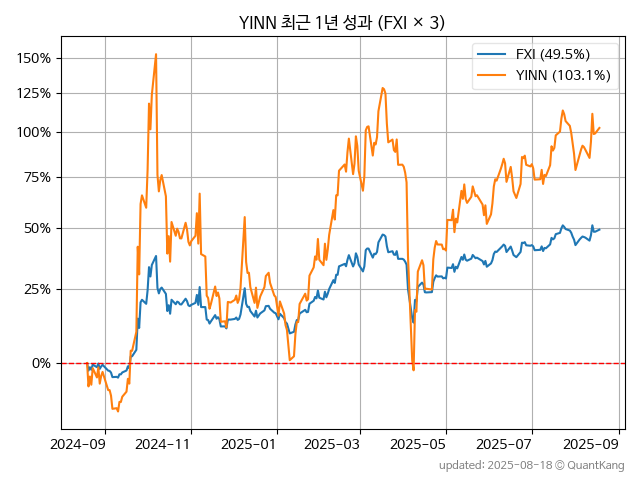 YINN 최근 1년 성과 (FXI × 3)
FXI (49.5%)
YINN (103.1%)
150%
125%
100%
75%
50%
25%
0%
2024-09 2024-11 2025-01 2025-03 2025-05 2025-07 2025-09
updated: 2025-08-18 © QuantKang